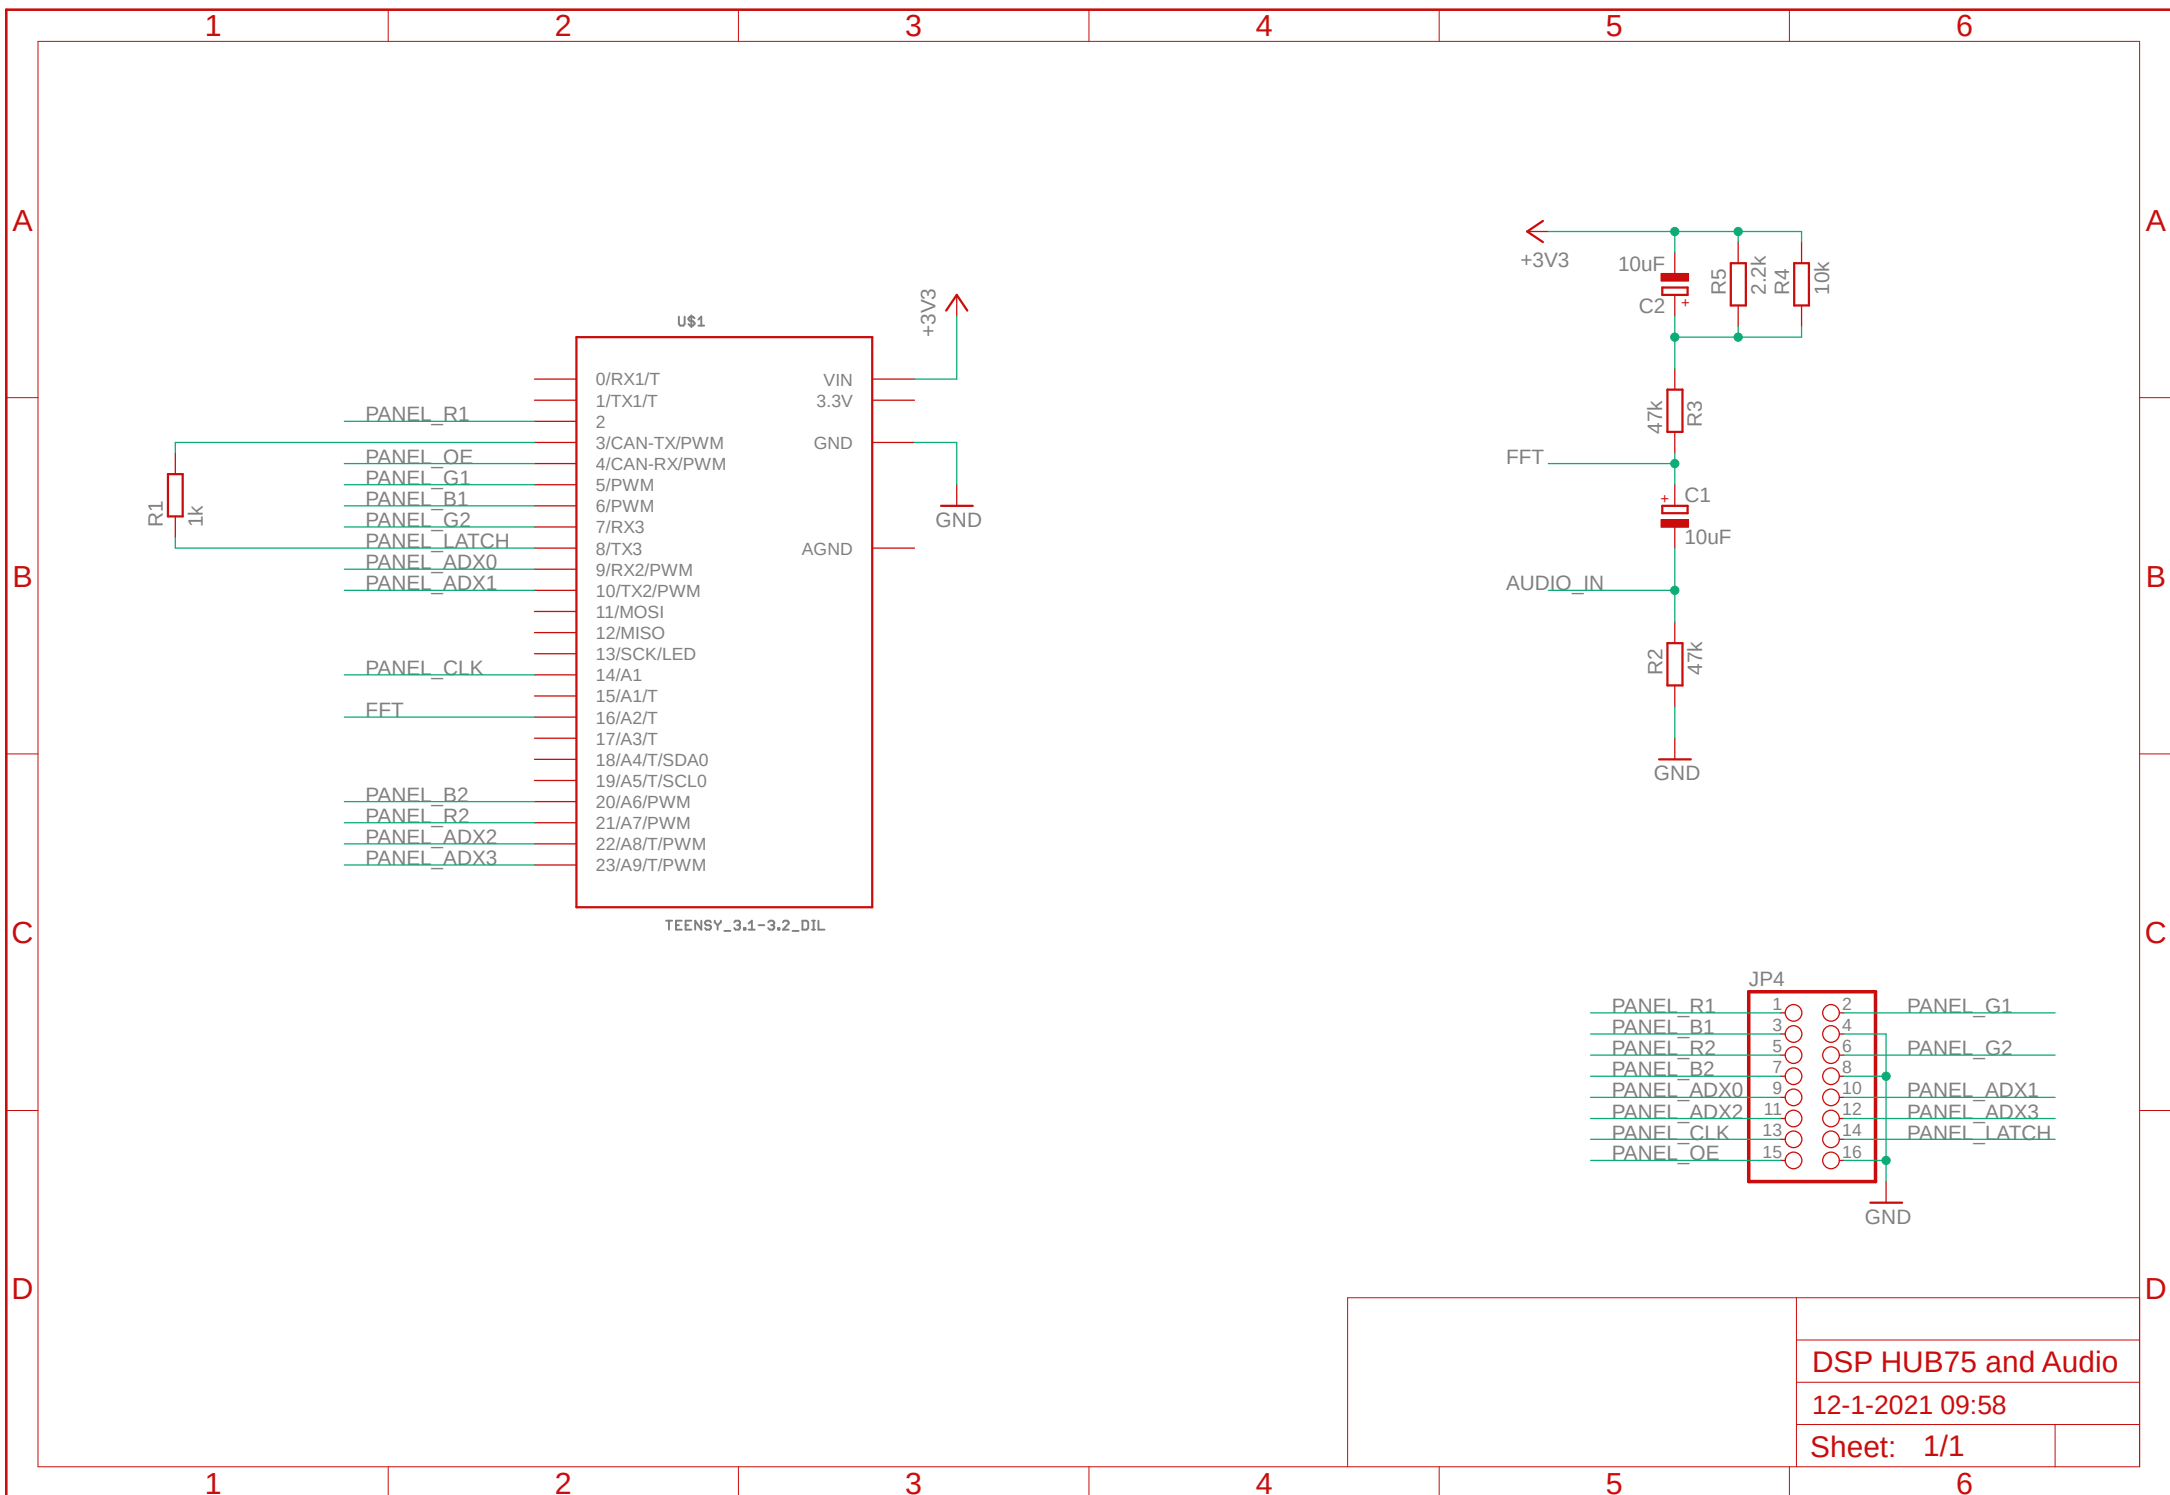 1 2 3 4 5 6
A A
B B
C C
D D
U$1
+3V3
0/RX1/T VIN
1/TX1/T 3.3V
PANEL_R1 2
3/CAN-TX/PWM GND
PANEL_OE 4/CAN-RX/PWM
PANEL_G1 5/PWM
PANEL_B1 6/PWM
PANEL_G2 7/RX3
PANEL_LATCH 8/TX3 AGND
PANEL_ADX0 9/RX2/PWM
PANEL_ADX1 10/TX2/PWM
11/MOSI
12/MISO
13/SCK/LED
PANEL_CLK 14/A1
15/A1/T
FFT 16/A2/T
17/A3/T
18/A4/T/SDA0
19/A5/T/SCL0
PANEL_B2 20/A6/PWM
PANEL_R2 21/A7/PWM
PANEL_ADX2 22/A8/T/PWM
PANEL_ADX3 23/A9/T/PWM
TEENSY_3.1-3.2_DIL
R1
1k
GND
+3V3
10uF
C2
+
R5
2.2k
R4
10k
47k
R3
FFT
+
C1
10uF
AUDIO_IN
R2
47k
GND
JP4
PANEL_R1 1 2 PANEL_G1
PANEL_B1 3 4
PANEL_R2 5 6 PANEL_G2
PANEL_B2 7 8
PANEL_ADX0 9 10 PANEL_ADX1
PANEL_ADX2 11 12 PANEL_ADX3
PANEL_CLK 13 14 PANEL_LATCH
PANEL_OE 15 16
GND
DSP HUB75 and Audio
12-1-2021 09:58
Sheet: 1/1
1 2 3 4 5 6